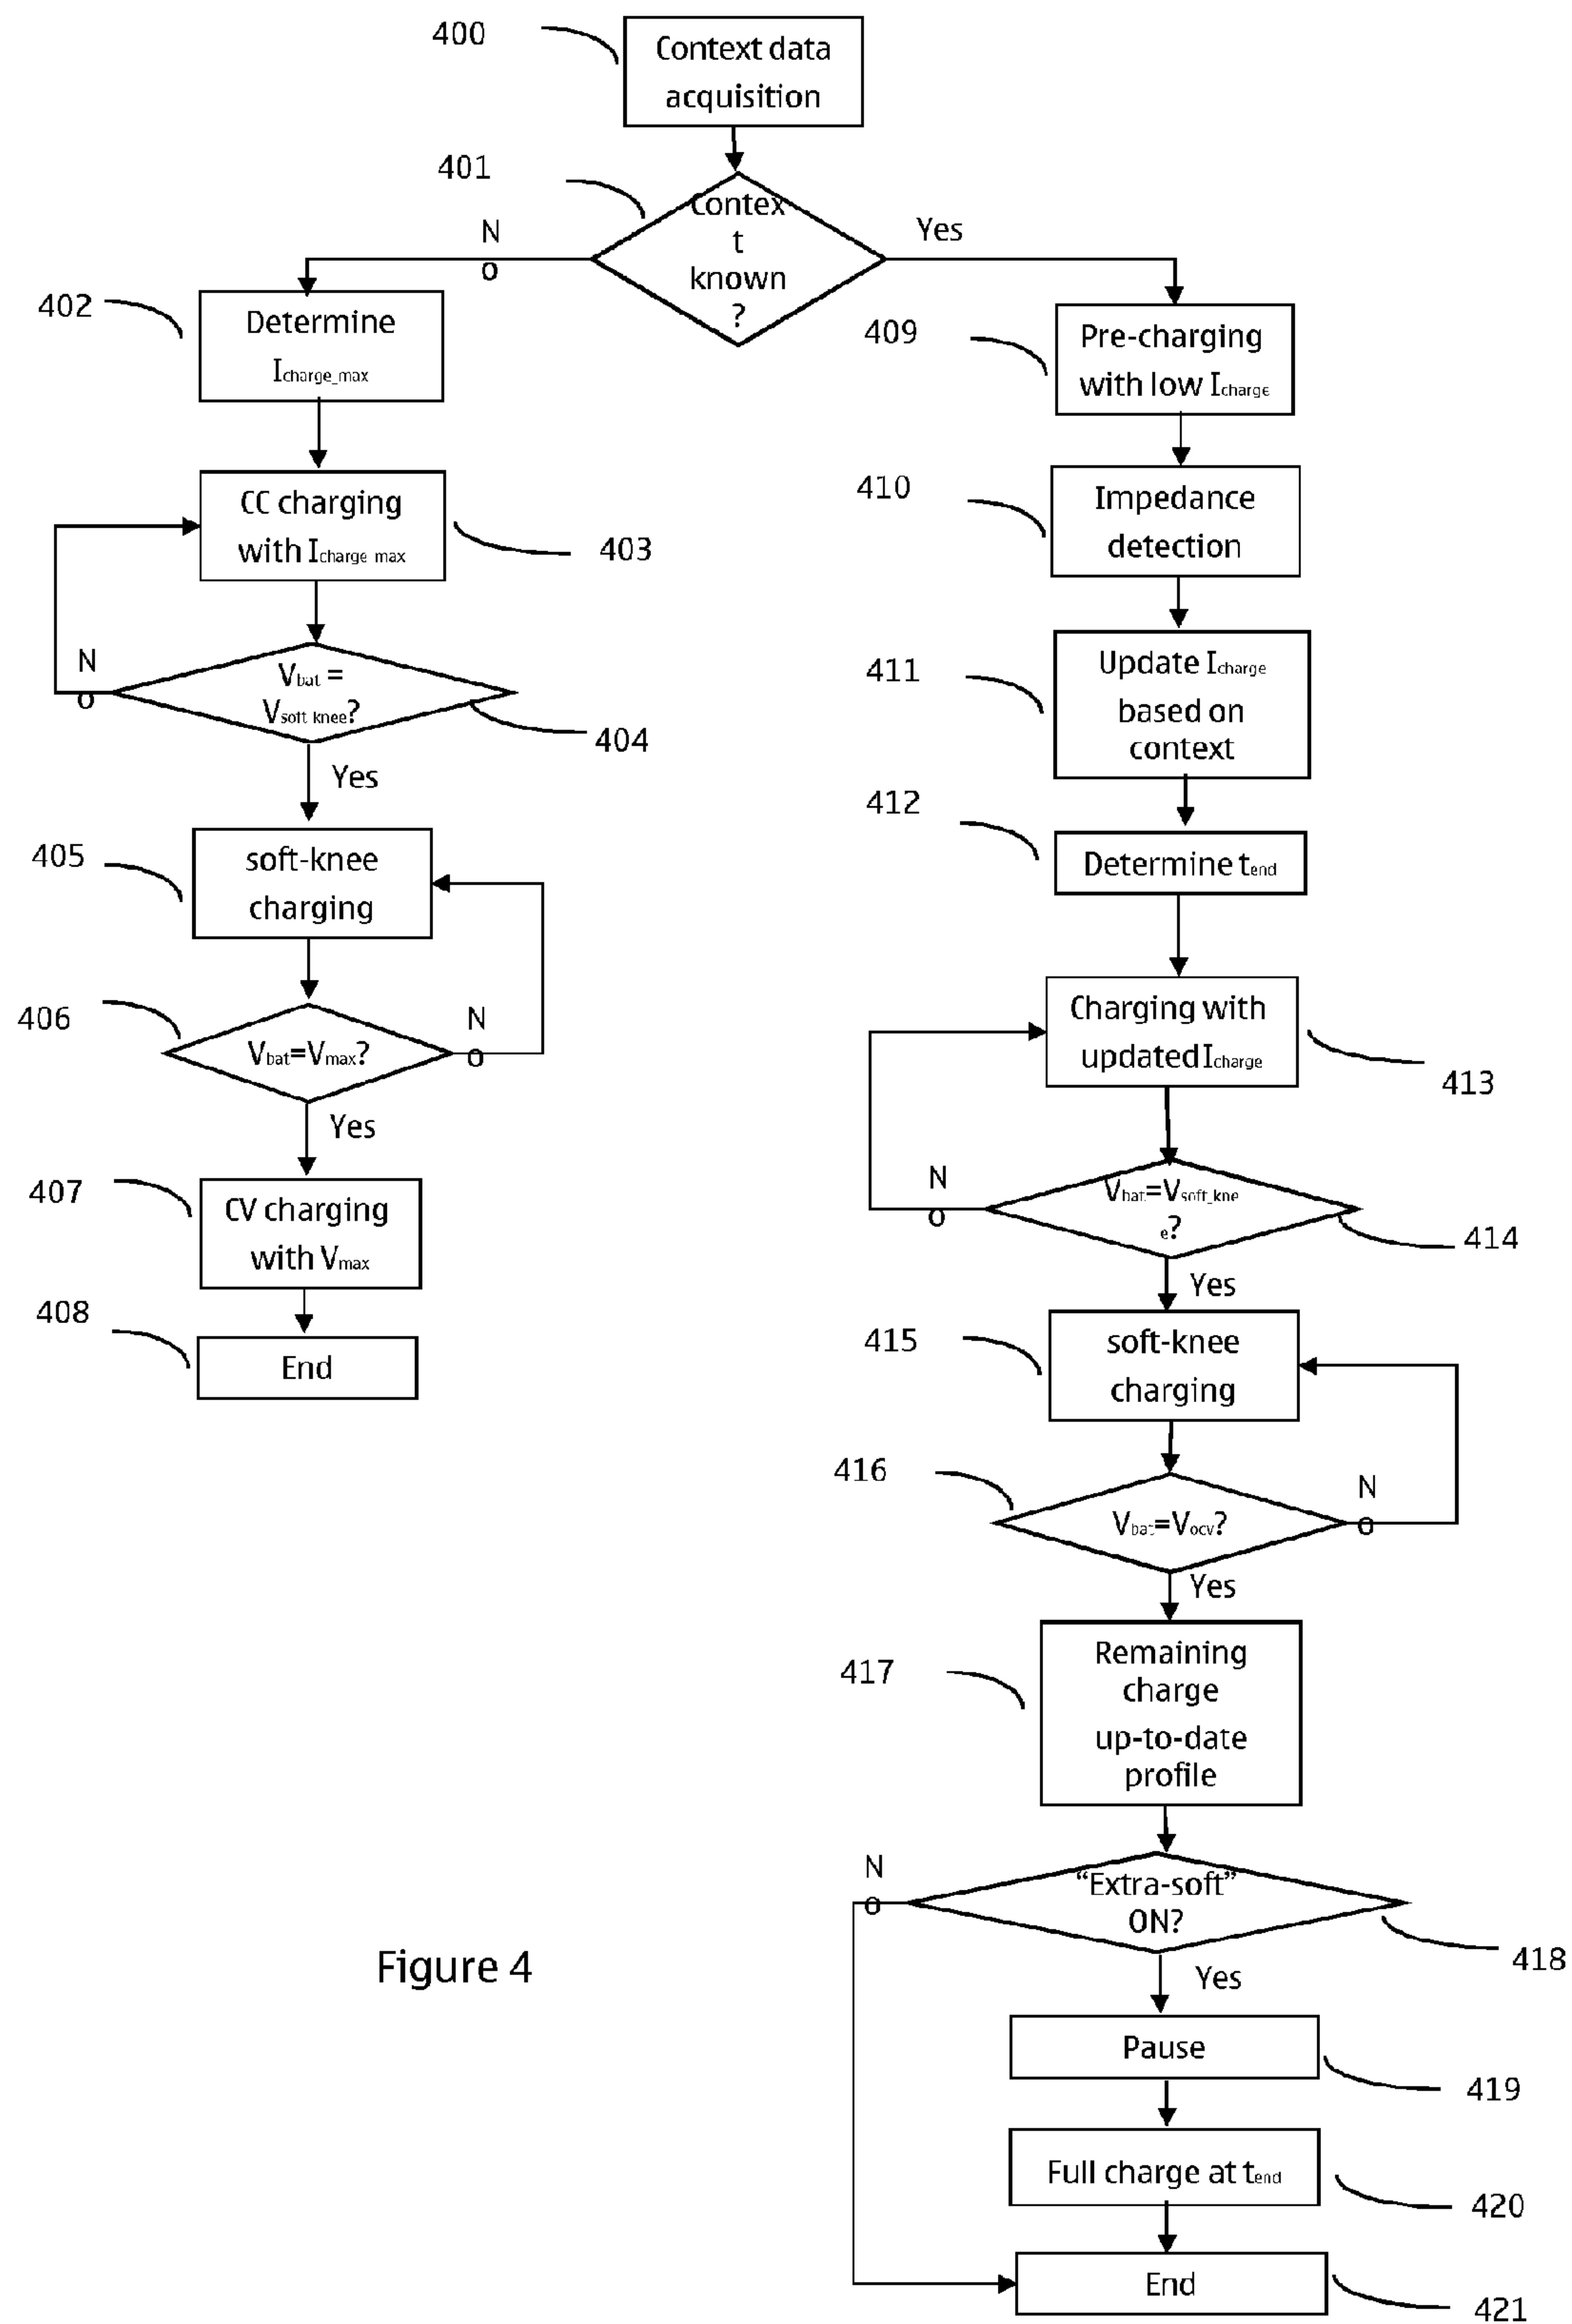 400
Context data
acquisition
401
Contex
t
known
?
N
o
Yes
402
Determine
Icharge_max
409
Pre-charging
with low Icharge
CC charging
with Icharge max
403
410
Impedance
detection
N
o
Vbat =
Vsoft knee?
404
Yes
411
Update Icharge
based on
context
412
Determine tend
405
soft-knee
charging
406
Vbat=Vmax?
N
o
Yes
Charging with
updated Icharge
413
407
CV charging
with Vmax
N
o
Vbat=Vsoft_kne
e?
414
Yes
408
End
415
soft-knee
charging
416
Vbat=Vocv?
N
o
Yes
417
Remaining
charge
up-to-date
profile
N
o
“Extra-soft”
ON?
418
Yes
Figure 4
Pause
419
Full charge at tend
420
End
421